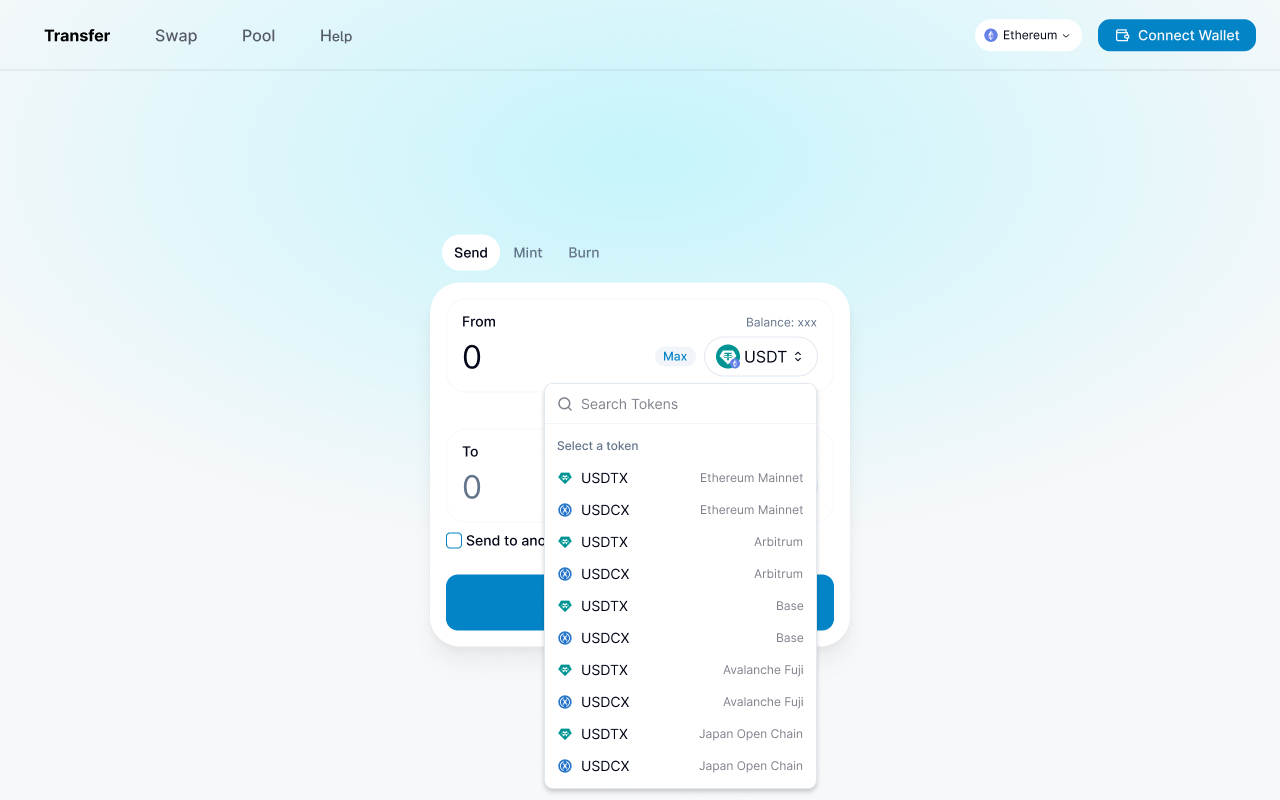 Transfer Swap Pool Help Ethereum Connect Wallet
Send Mint Burn
From Balance: xxx
0 Max USDT
Search Tokens
Select a token
To
0
USDTX Ethereum Mainnet
USDCX Ethereum Mainnet
Send to
USDTX Arbitrum
USDCX Arbitrum
USDTX Base
USDCX Base
USDTX Avalanche Fuji
USDCX Avalanche Fuji
USDTX Japan Open Chain
USDCX Japan Open Chain